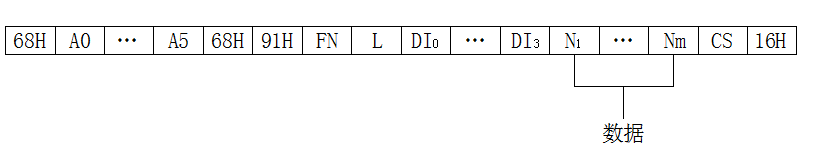 68H A0 … A5 68H 91H FN L DI₀ … DI₃ N₁ … Nm CS 16H
数据